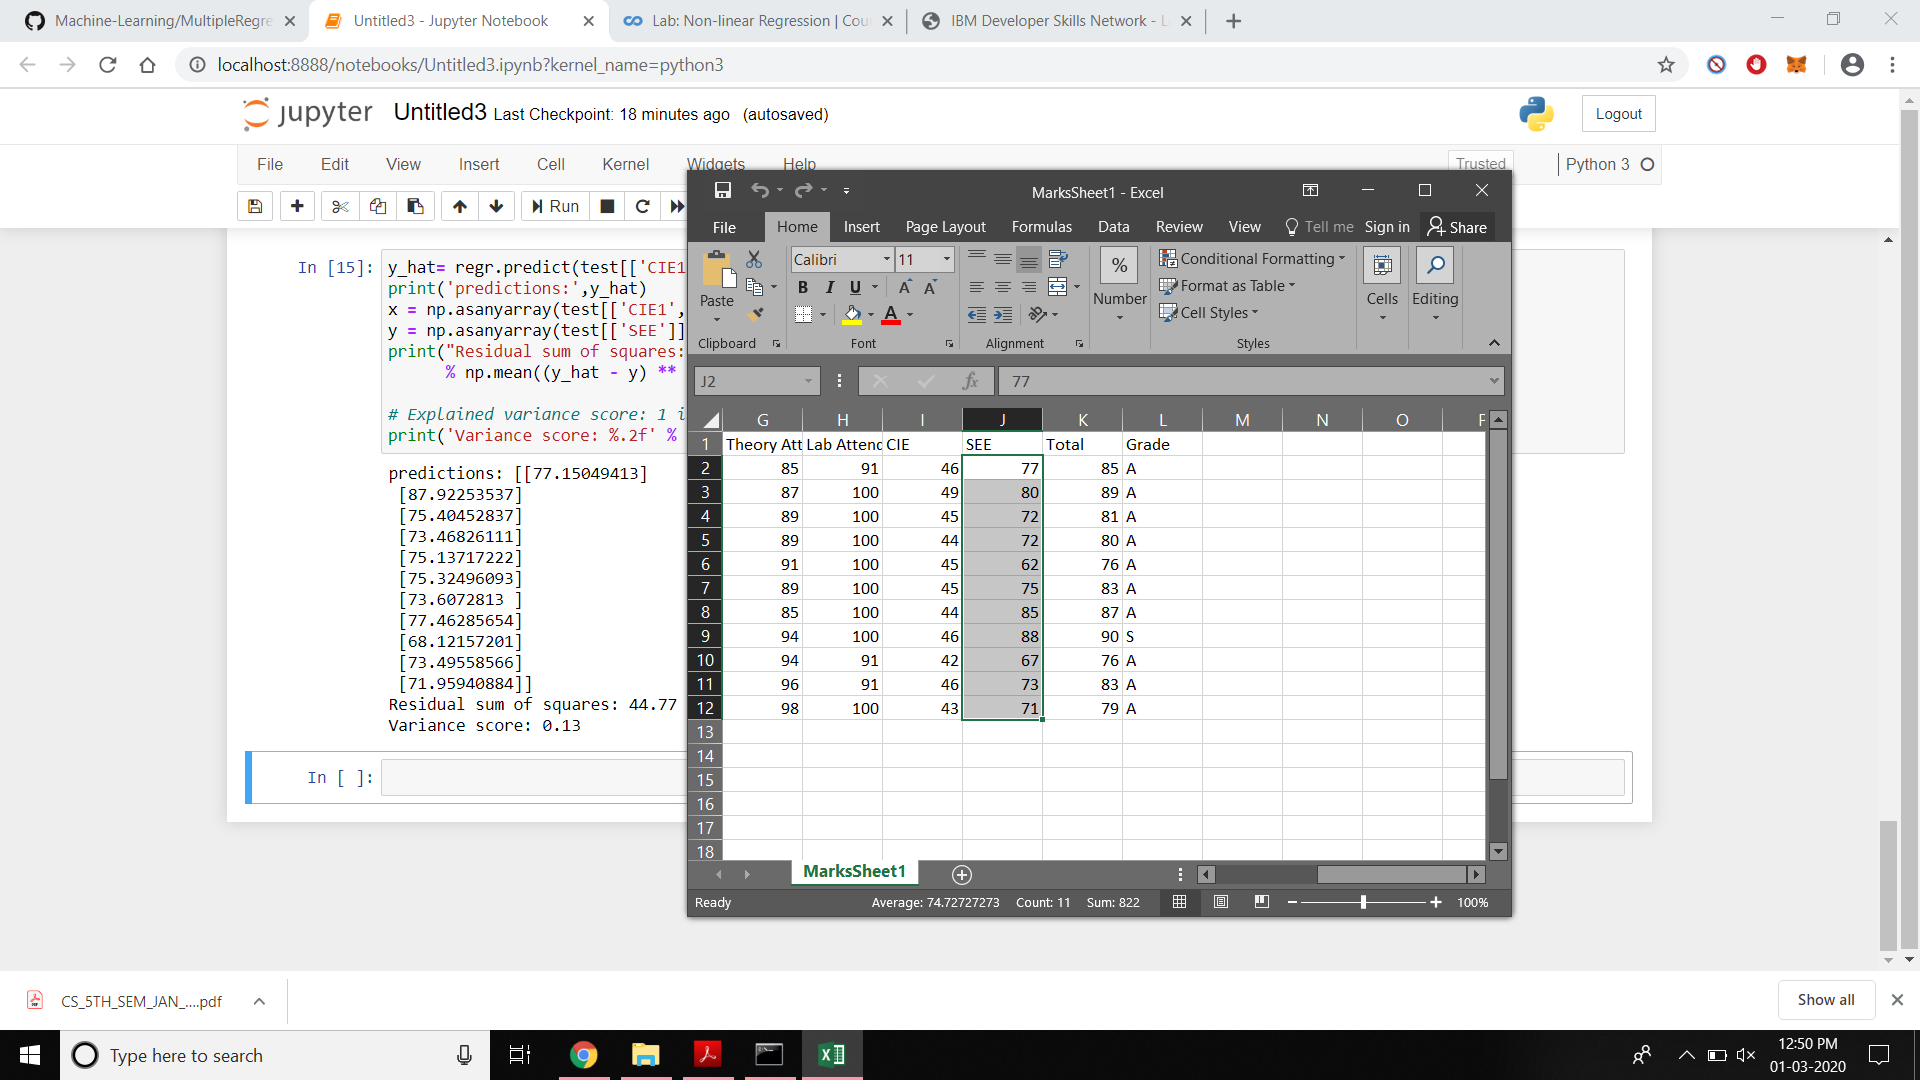 Machine-Learning/MultipleRegre
Untitled3 - Jupyter Notebook
Lab: Non-linear Regression | Cou
IBM Developer Skills Network - L
localhost:8888/notebooks/Untitled3.ipynb?kernel_name=python3
jupyter Untitled3 Last Checkpoint: 18 minutes ago (autosaved)
Logout
File Edit View Insert Cell Kernel Widgets Help
Trusted
Python 3
Run
In [15]:
y_hat= regr.predict(test[['CIE1
print('predictions:',y_hat)
x = np.asanyarray(test[['CIE1',
y = np.asanyarray(test[['SEE']]
print("Residual sum of squares:
% np.mean((y_hat - y) **
# Explained variance score: 1 i
print('Variance score: %.2f' %
predictions: [[77.15049413]
[87.92253537]
[75.40452837]
[73.46826111]
[75.13717222]
[75.32496093]
[73.6072813 ]
[77.46285654]
[68.12157201]
[73.49558566]
[71.95940884]]
Residual sum of squares: 44.77
Variance score: 0.13
In [ ]:
MarksSheet1 - Excel
File Home Insert Page Layout Formulas Data Review View Tell me Sign in Share
Paste
Calibri 11
B I U A A
A
%
Number
Conditional Formatting
Format as Table
Cell Styles
Cells
Editing
Clipboard Font Alignment Styles
J2 fx 77
G H I J K L M N O P
1 Theory Att Lab Attend CIE SEE Total Grade
2 85 91 46 77 85 A
3 87 100 49 80 89 A
4 89 100 45 72 81 A
5 89 100 44 72 80 A
6 91 100 45 62 76 A
7 89 100 45 75 83 A
8 85 100 44 85 87 A
9 94 100 46 88 90 S
10 94 91 42 67 76 A
11 96 91 46 73 83 A
12 98 100 43 71 79 A
13
14
15
16
17
18
MarksSheet1
Ready Average: 74.72727273 Count: 11 Sum: 822 100%
CS_5TH_SEM_JAN_....pdf
Show all
Type here to search
12:50 PM
01-03-2020